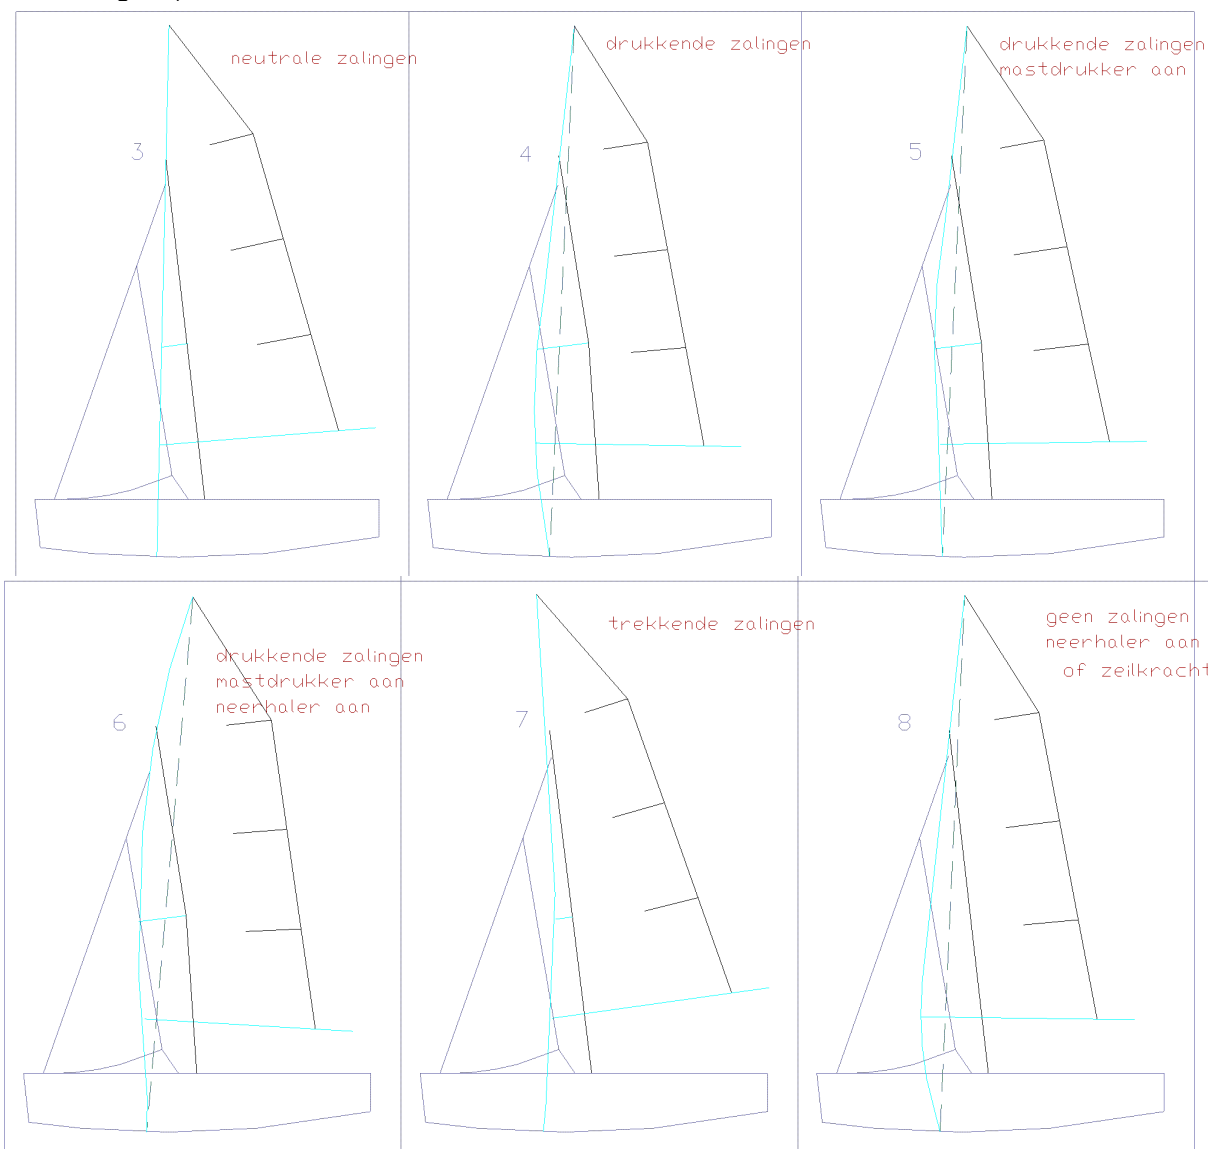 neutrale zalingen
3
drukkende zalingen
4
drukkende zalingen
mastdrukker aan
5
drukkende zalingen
mastdrukker aan
neerhaler aan
6
trekkende zalingen
7
geen zalingen
neerhaler aan
of zeilkracht
8